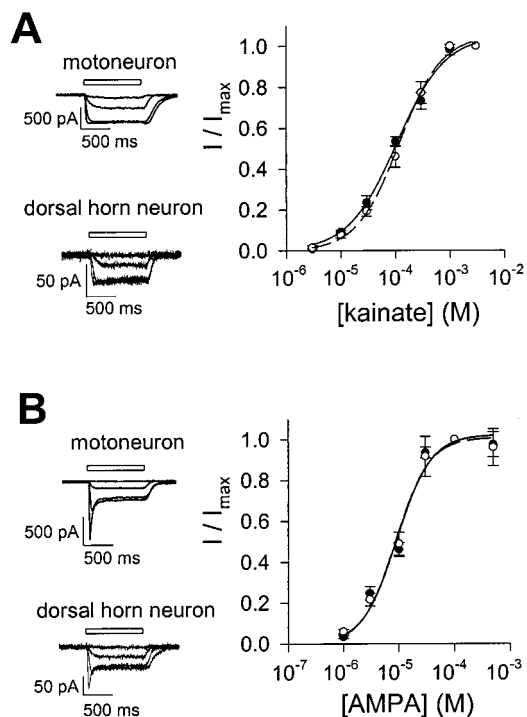 A
motoneuron
500 pA
500 ms
dorsal horn neuron
50 pA
500 ms
I / Imax
1.0
0.8
0.6
0.4
0.2
0.0
10-6 10-5 10-4 10-3 10-2
[kainate] (M)
B
motoneuron
500 pA
500 ms
dorsal horn neuron
50 pA
500 ms
I / Imax
1.0
0.8
0.6
0.4
0.2
0.0
10-7 10-6 10-5 10-4 10-3
[AMPA] (M)